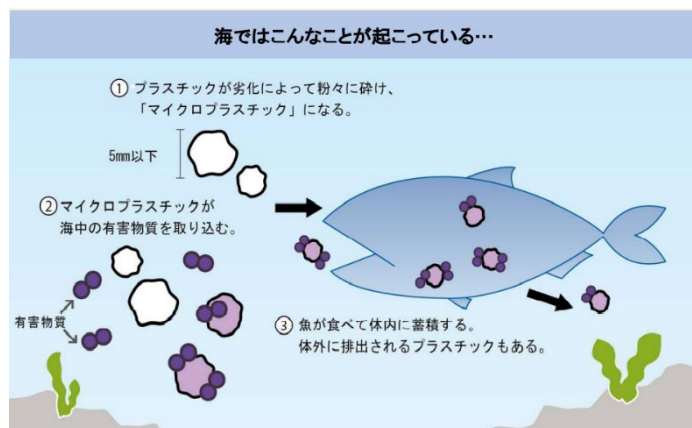 海ではこんなことが起こっている…
① プラスチックが劣化によって粉々に砕け、
「マイクロプラスチック」になる。
5mm以下
② マイクロプラスチックが
海中の有害物質を取り込む。
有害物質
③ 魚が食べて体内に蓄積する。
体外に排出されるプラスチックもある。